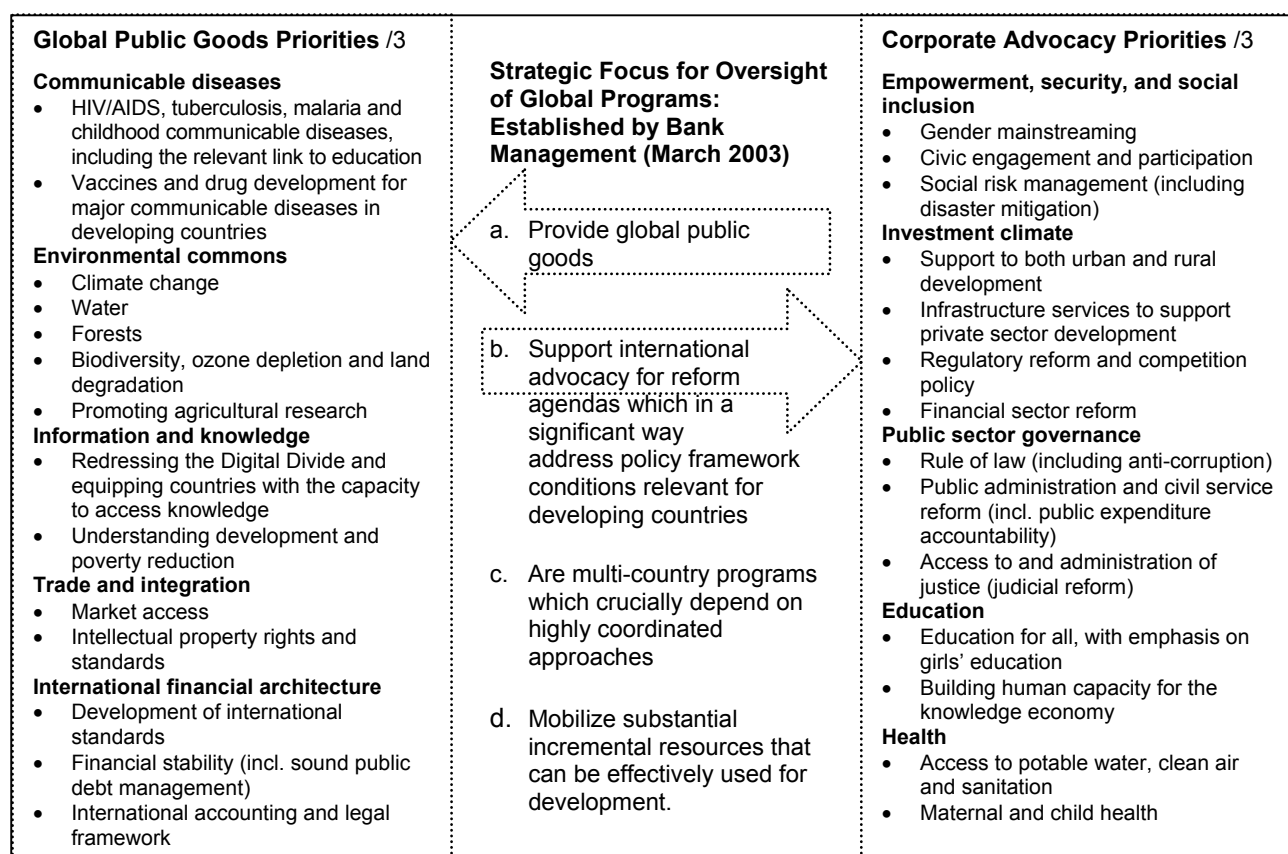 Global Public Goods Priorities /3
Communicable diseases
• HIV/AIDS, tuberculosis, malaria and
childhood communicable diseases,
including the relevant link to education
• Vaccines and drug development for
major communicable diseases in
developing countries
Environmental commons
• Climate change
• Water
• Forests
• Biodiversity, ozone depletion and land
degradation
• Promoting agricultural research
Information and knowledge
• Redressing the Digital Divide and
equipping countries with the capacity
to access knowledge
• Understanding development and
poverty reduction
Trade and integration
• Market access
• Intellectual property rights and
standards
International financial architecture
• Development of international
standards
• Financial stability (incl. sound public
debt management)
• International accounting and legal
framework
Strategic Focus for Oversight
of Global Programs:
Established by Bank
Management (March 2003)
a. Provide global public
goods
b. Support international
advocacy for reform
agendas which in a
significant way
address policy framework
conditions relevant for
developing countries
c. Are multi-country programs
which crucially depend on
highly coordinated
approaches
d. Mobilize substantial
incremental resources that
can be effectively used for
development.
Corporate Advocacy Priorities /3
Empowerment, security, and social
inclusion
• Gender mainstreaming
• Civic engagement and participation
• Social risk management (including
disaster mitigation)
Investment climate
• Support to both urban and rural
development
• Infrastructure services to support
private sector development
• Regulatory reform and competition
policy
• Financial sector reform
Public sector governance
• Rule of law (including anti-corruption)
• Public administration and civil service
reform (incl. public expenditure
accountability)
• Access to and administration of
justice (judicial reform)
Education
• Education for all, with emphasis on
girls' education
• Building human capacity for the
knowledge economy
Health
• Access to potable water, clean air
and sanitation
• Maternal and child health